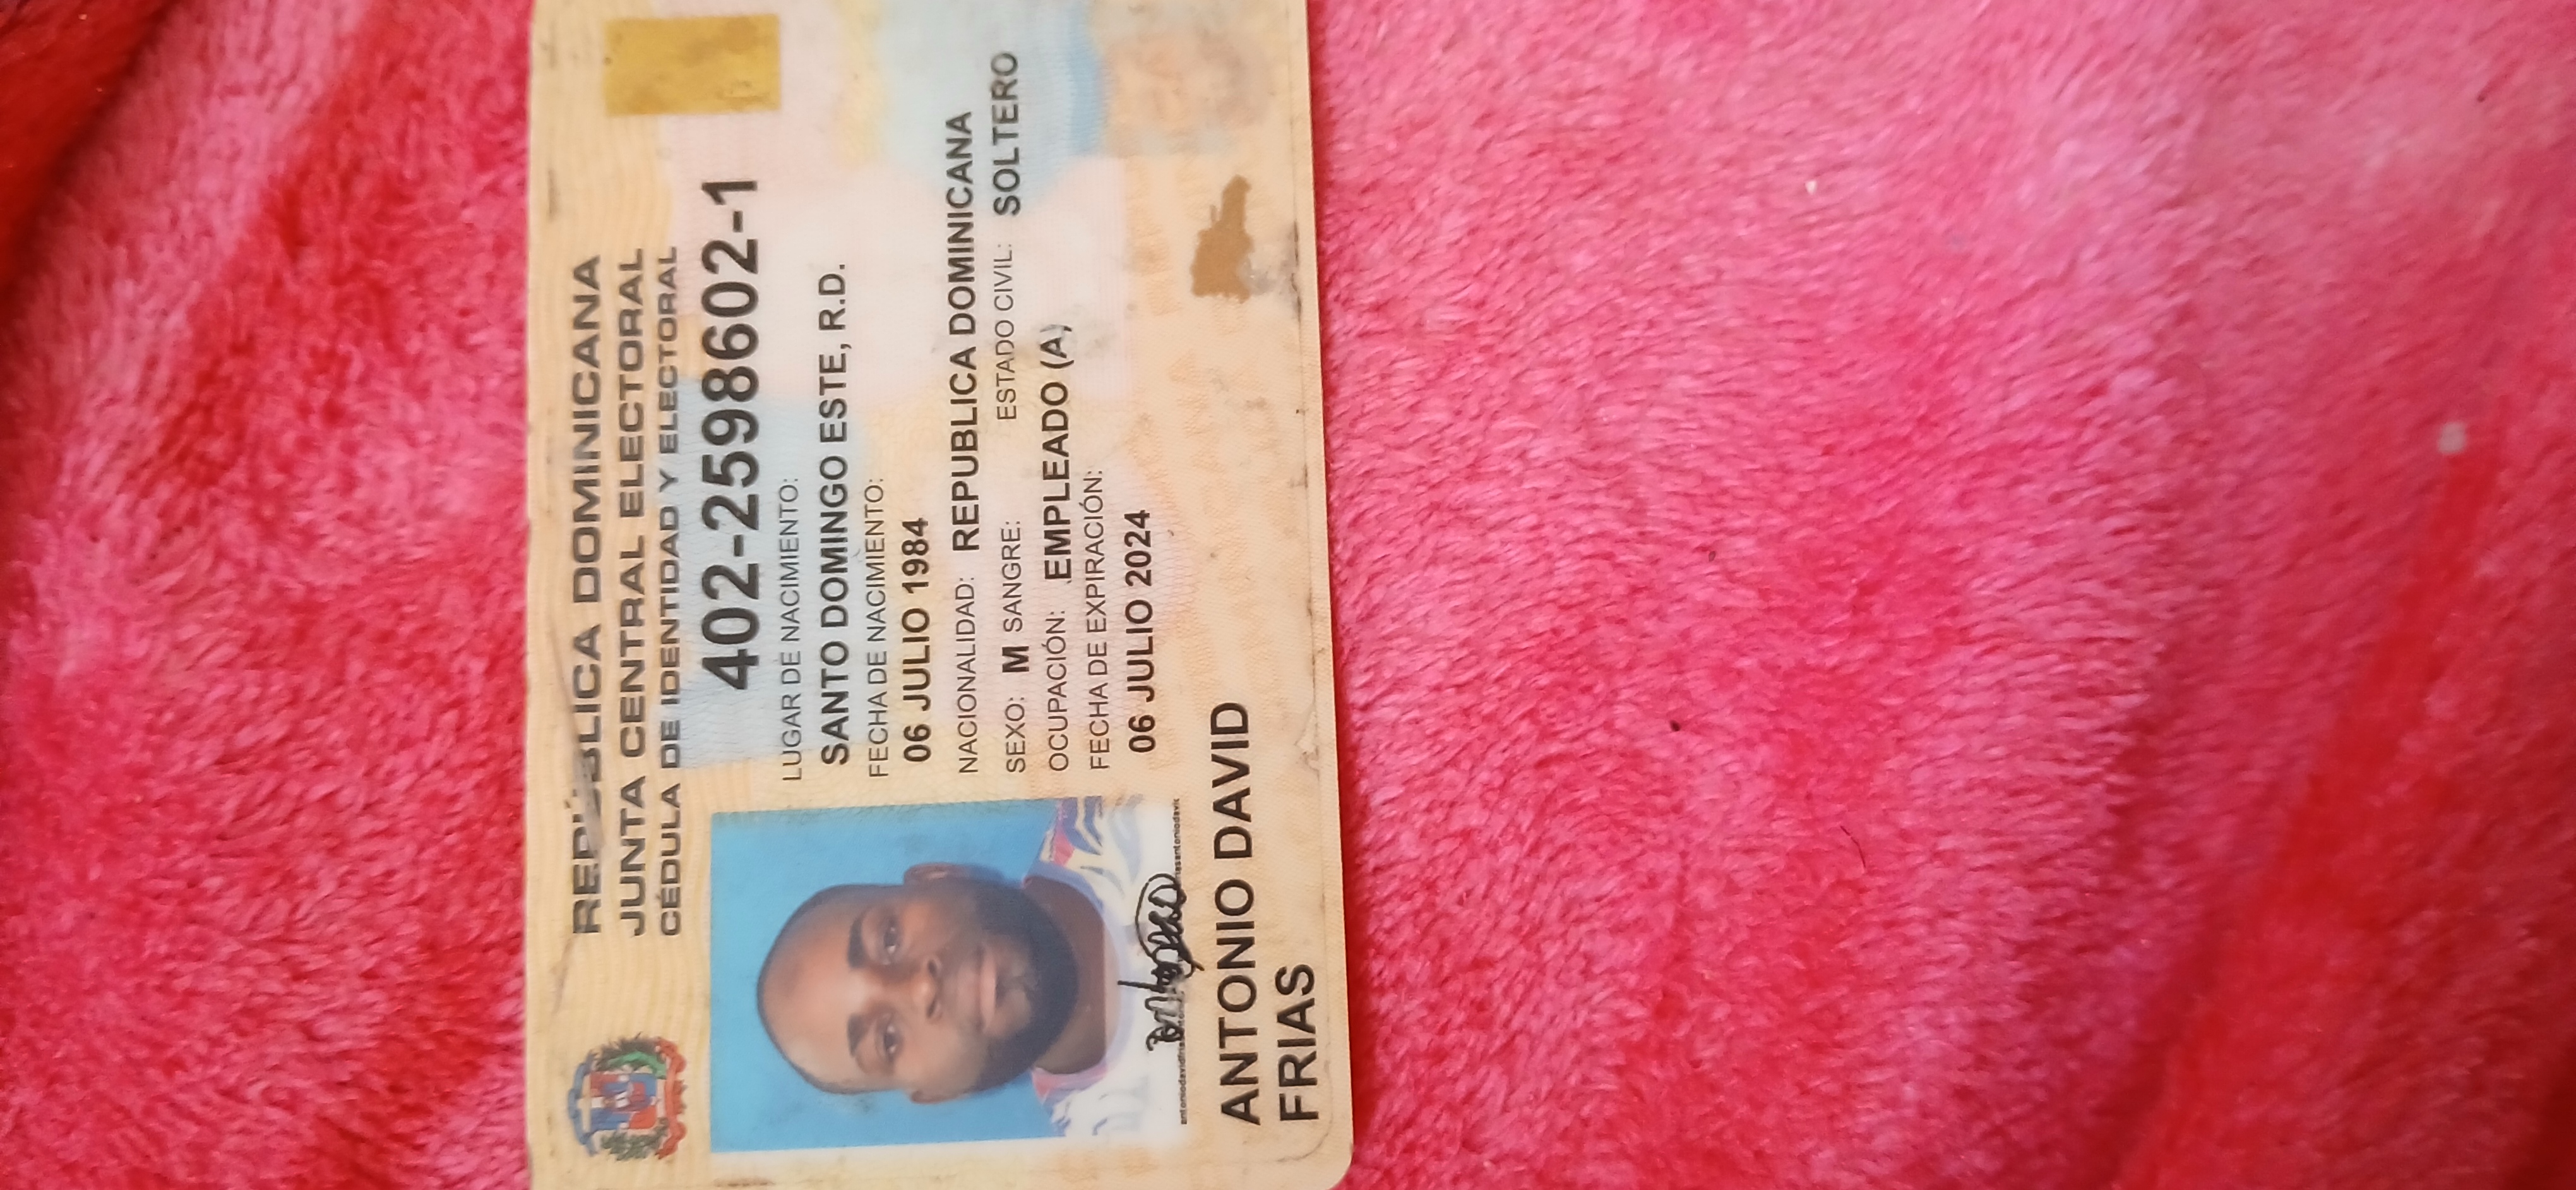 REPÚBLICA DOMINICANA
JUNTA CENTRAL ELECTORAL
CÉDULA DE IDENTIDAD Y ELECTORAL
402-2598602-1
LUGAR DE NACIMIENTO:
SANTO DOMINGO ESTE, R.D.
FECHA DE NACIMIENTO:
06 JULIO 1984
NACIONALIDAD: REPUBLICA DOMINICANA
SEXO: M SANGRE: ESTADO CIVIL: SOLTERO
OCUPACIÓN: EMPLEADO (A)
FECHA DE EXPIRACIÓN:
06 JULIO 2024
ANTONIO DAVID
FRIAS